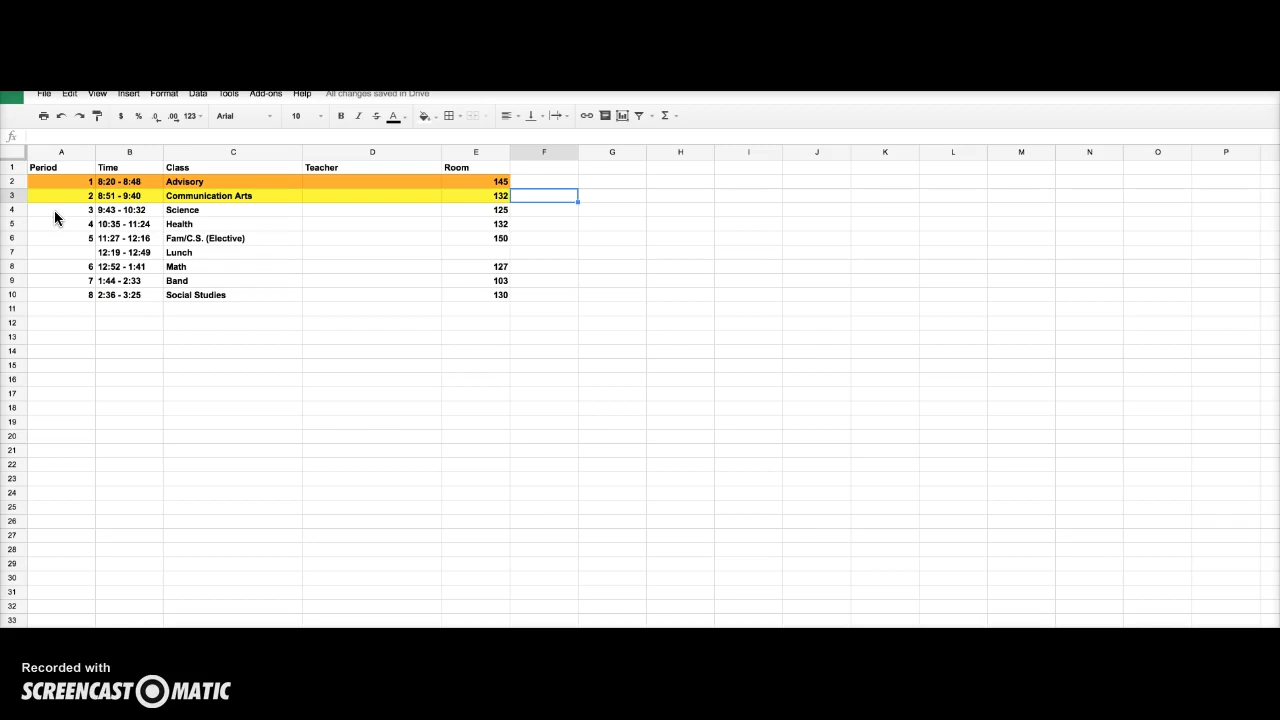 File Edit View Insert Format Data Tools Add-ons Help All changes saved in Drive
$ % .0 .00 123 Arial 10 B I S A Σ
fx
A B C D E F G H I J K L M N O P
1 Period Time Class Teacher Room
2 1 8:20 - 8:48 Advisory 145
3 2 8:51 - 9:40 Communication Arts 132
4 3 9:43 - 10:32 Science 125
5 4 10:35 - 11:24 Health 132
6 5 11:27 - 12:16 Fam/C.S. (Elective) 150
7 12:19 - 12:49 Lunch
8 6 12:52 - 1:41 Math 127
9 7 1:44 - 2:33 Band 103
10 8 2:36 - 3:25 Social Studies 130
11
12
13
14
15
16
17
18
19
20
21
22
23
24
25
26
27
28
29
30
31
32
33
Recorded with
SCREENCAST MATIC